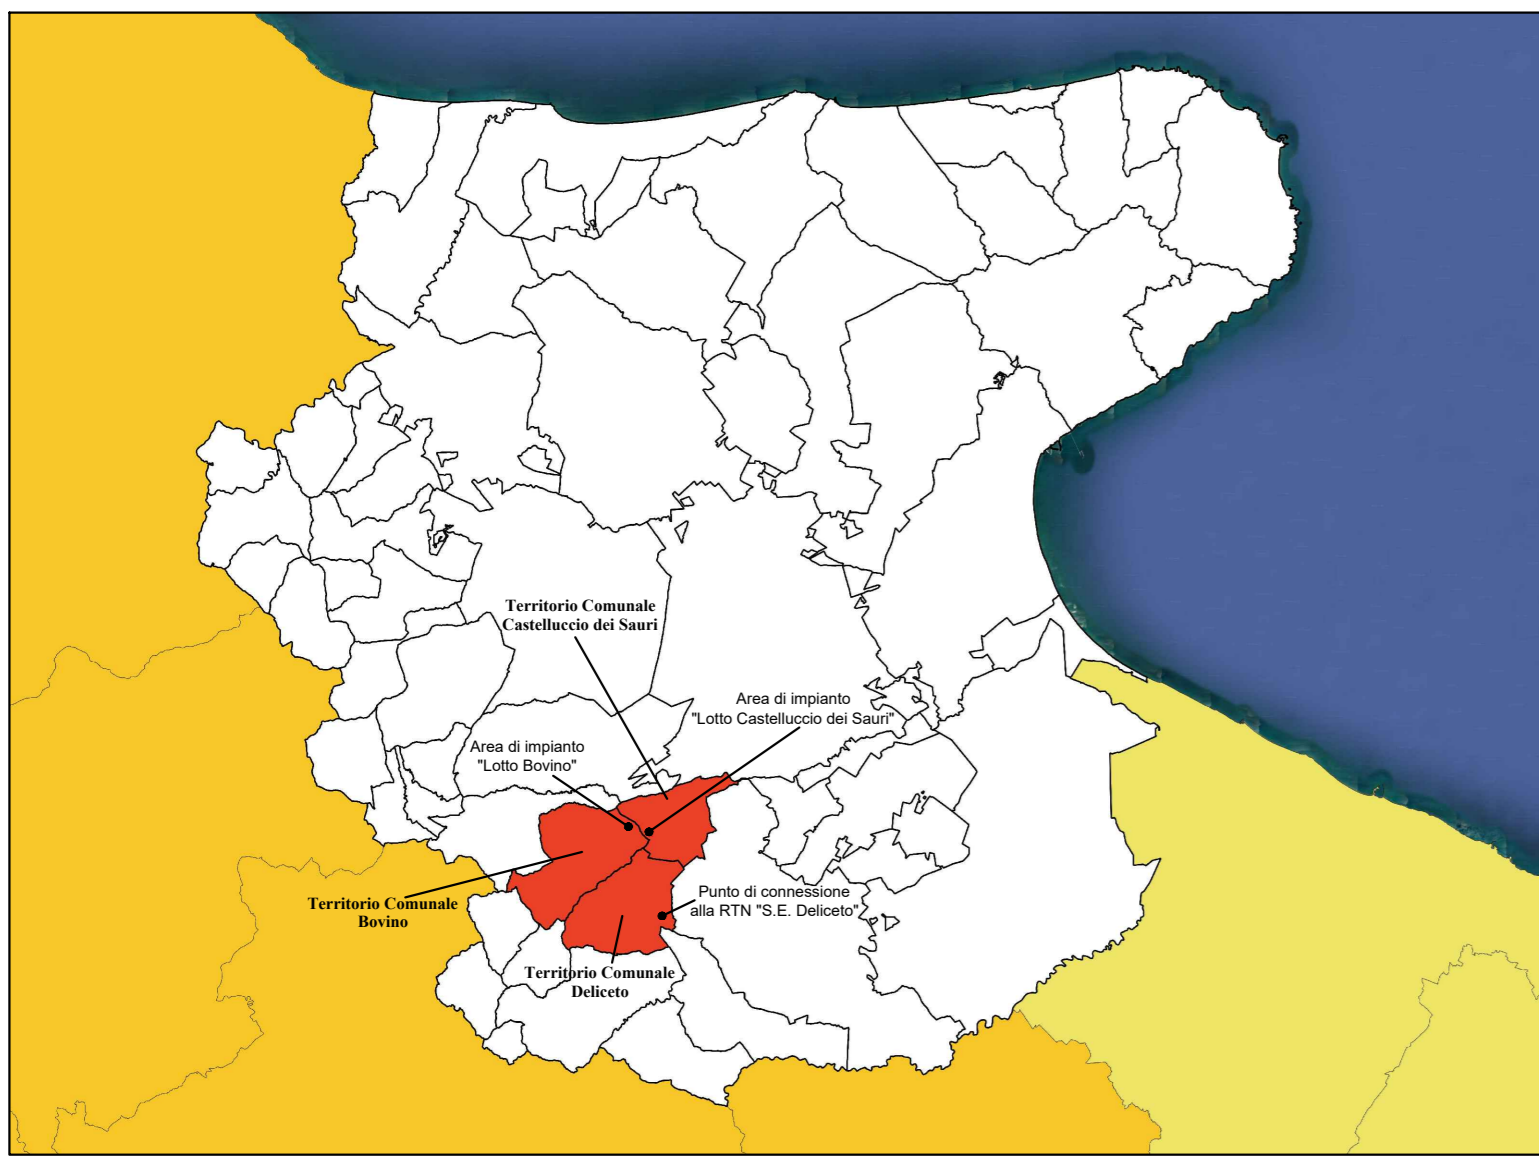 Territorio Comunale
Castelluccio dei Sauri
Area di impianto
"Lotto Castelluccio dei Sauri"
Area di impianto
"Lotto Bovino"
Territorio Comunale
Bovino
Punto di connessione
alla RTN "S.E. Deliceto"
Territorio Comunale
Deliceto